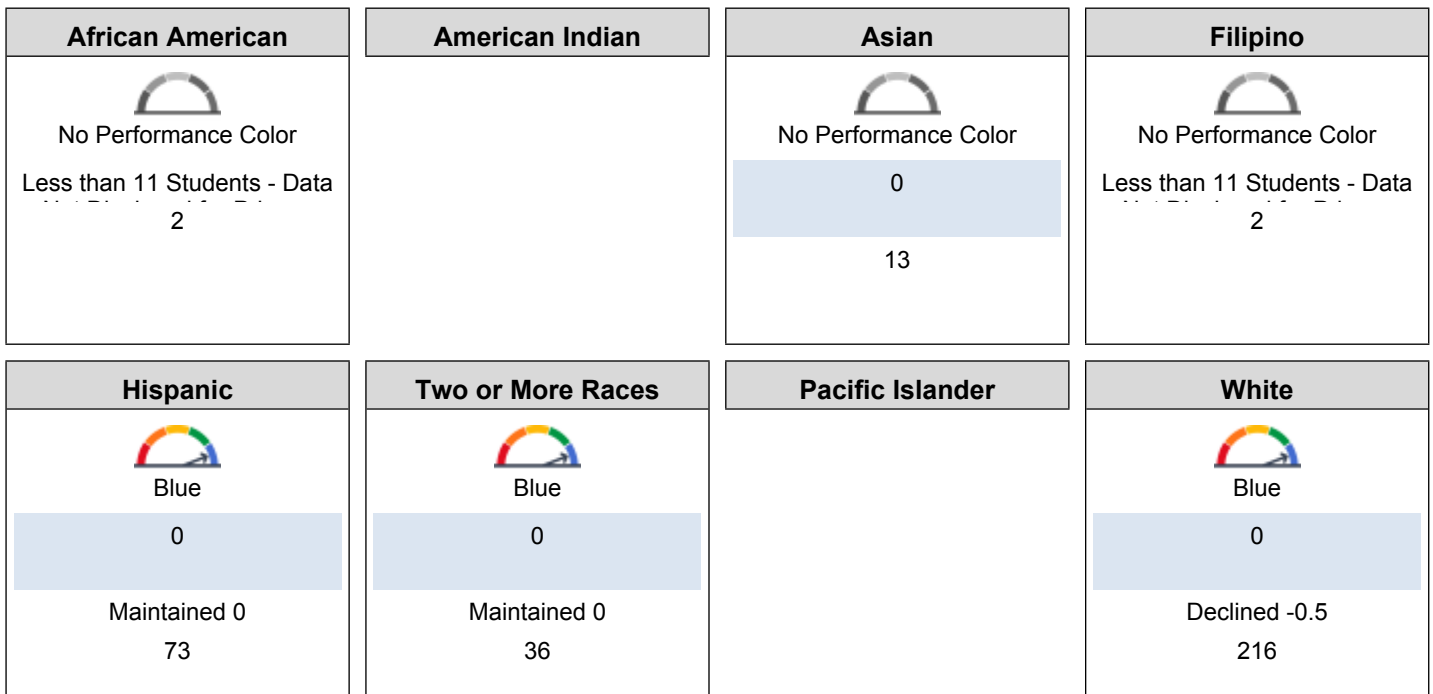 African American
No Performance Color
Less than 11 Students - Data
2
American Indian
Asian
No Performance Color
0
13
Filipino
No Performance Color
Less than 11 Students - Data
2
Hispanic
Blue
0
Maintained 0
73
Two or More Races
Blue
0
Maintained 0
36
Pacific Islander
White
Blue
0
Declined -0.5
216